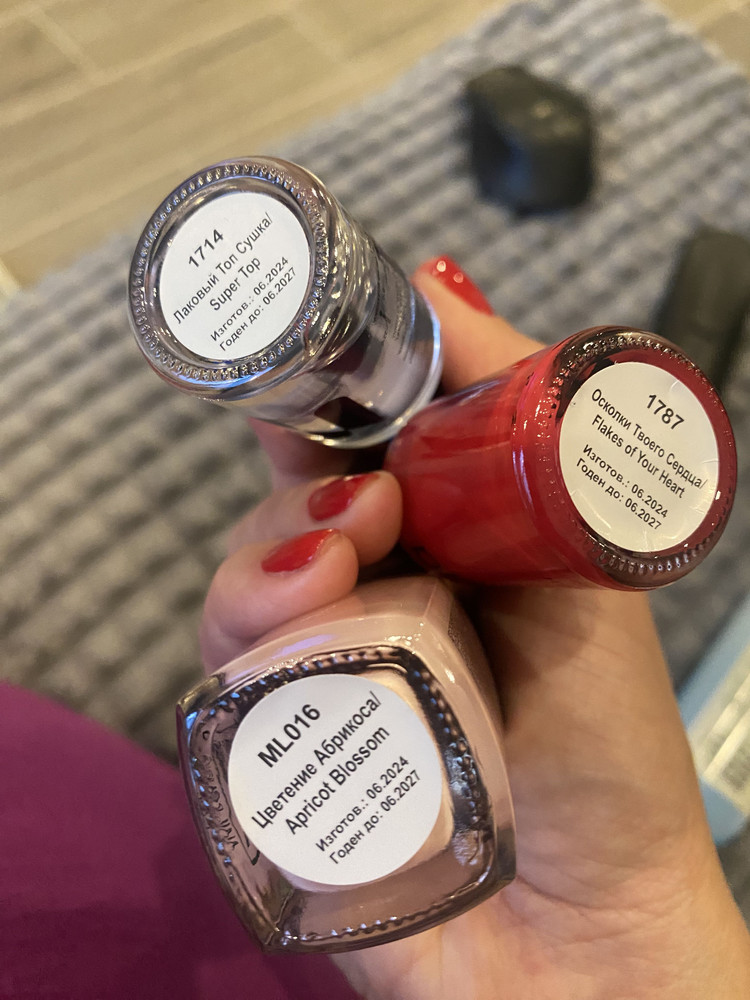 1714
Лаковый Топ Сушка/
Super Top
Изготов.: 06.2024
Годен до: 06.2027
1787
Осколки Твоего Сердца/
Flakes of Your Heart
Изготов.: 06.2024
Годен до: 06.2027
ML016
Цветение Абрикоса/
Apricot Blossom
Изготов.: 06.2024
Годен до: 06.2027